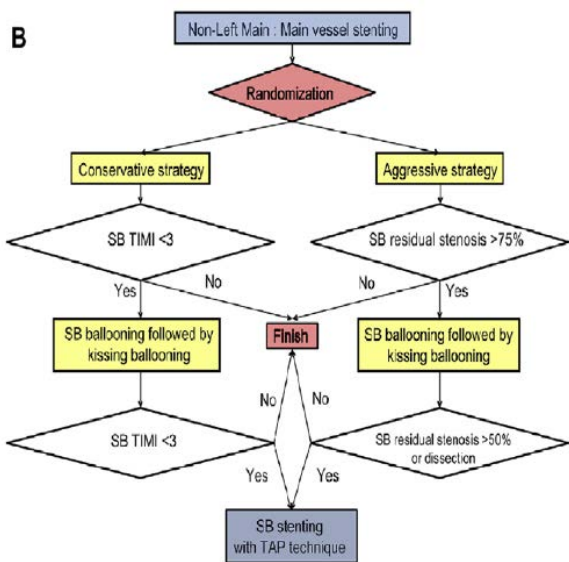 B
Non-Left Main : Main vessel stenting
Randomization
Conservative strategy
Aggressive strategy
SB TIMI <3
SB residual stenosis >75%
No
No
Yes
Yes
SB ballooning followed by
kissing ballooning
Finish
SB ballooning followed by
kissing ballooning
No
No
SB TIMI <3
SB residual stenosis >50%
or dissection
Yes
Yes
SB stenting
with TAP technique